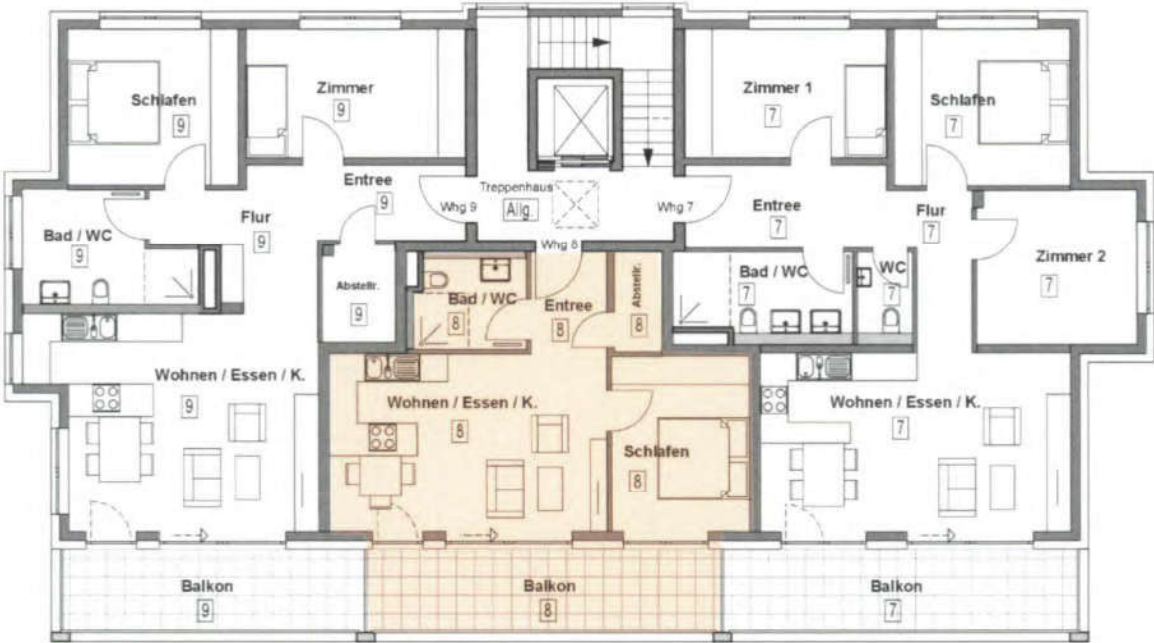 Schlafen
9
Zimmer
9
Zimmer 1
7
Schlafen
7
Entree
9
Treppenhaus
Allg.
Whg 9
Whg 7
Whg 8
Flur
9
Entree
7
Flur
7
Bad / WC
9
Zimmer 2
7
Abstellr.
9
Bad / WC
8
Entree
8
Abstellr.
8
Bad / WC
7
WC
7
Wohnen / Essen / K.
9
Wohnen / Essen / K.
8
Schlafen
8
Wohnen / Essen / K.
7
Balkon
9
Balkon
8
Balkon
7